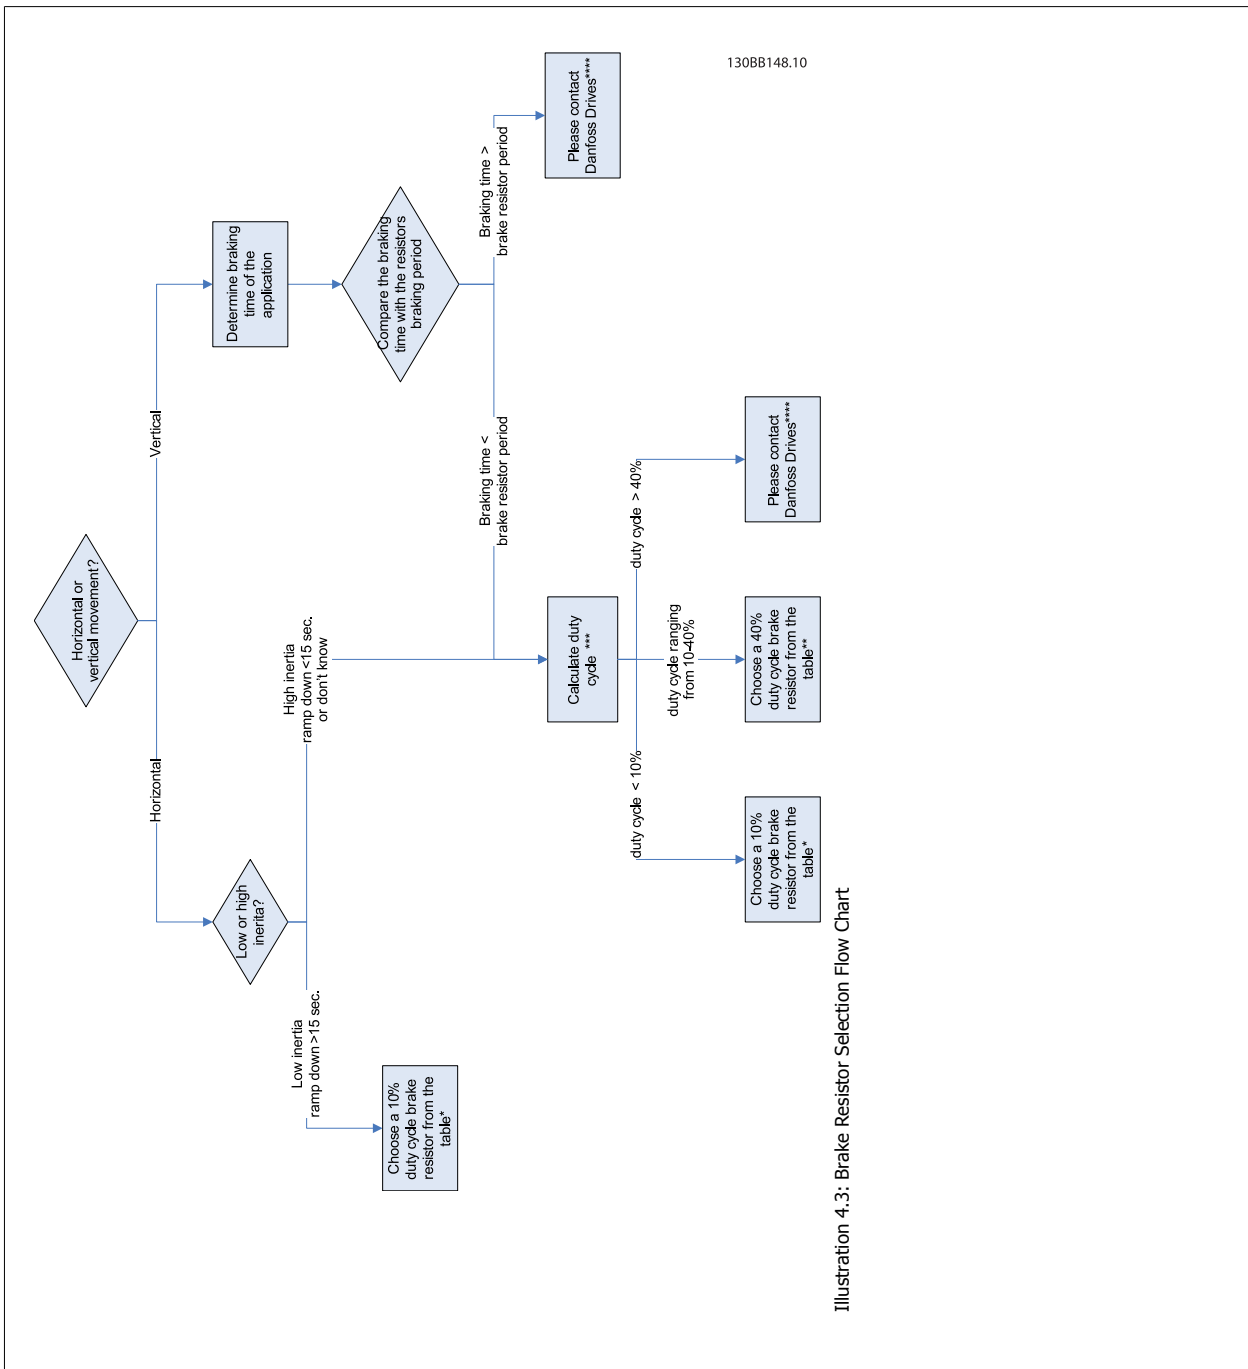 130BB148.10
Horizontal or
vertical movement?
Horizontal
Vertical
Low or high
inerita?
Determine braking
time of the
application
Low inertia
ramp down >15 sec.
High inertia
ramp down <15 sec.
or don't know
Compare the braking
time with the resistors
braking period
Choose a 10%
duty cycle brake
resistor from the
table*
Braking time <
brake resistor period
Braking time >
brake resistor period
Calculate duty
cycle ***
Please contact
Danfoss Drives****
duty cycle < 10%
duty cycle ranging
from 10-40%
duty cycle > 40%
Choose a 10%
duty cycle brake
resistor from the
table*
Choose a 40%
duty cycle brake
resistor from the
table**
Please contact
Danfoss Drives****
Illustration 4.3: Brake Resistor Selection Flow Chart